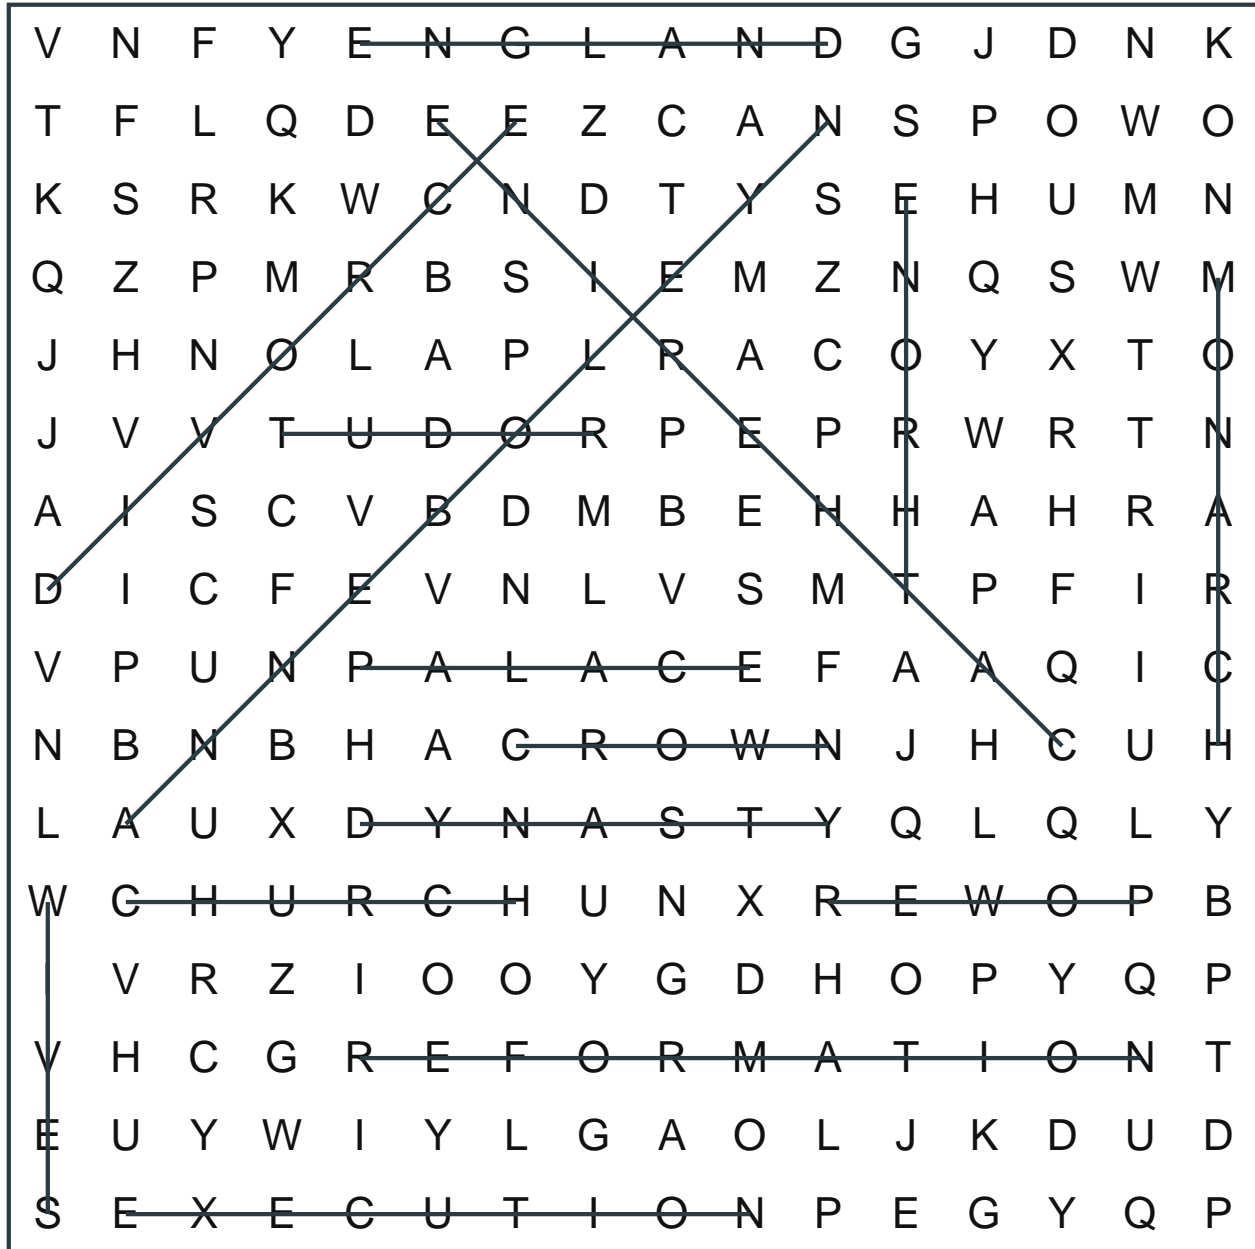 V N F Y E N G L A N D G J D N K
T F L Q D E E Z C A N S P O W O
K S R K W C N D T Y S E H U M N
Q Z P M R B S I E M Z N Q S W M
J H N O L A P L R A C O Y X T O
J V V T U D O R P E P R W R T N
A I S C V B D M B E H H A H R A
D I C F E V N L V S M T P F I R
V P U N P A L A C E F A A Q I C
N B N B H A C R O W N J H C U H
L A U X D Y N A S T Y Q L Q L Y
W C H U R C H U N X R E W O P B
I V R Z I O O Y G D H O P Y Q P
V H C G R E F O R M A T I O N T
E U Y W I Y L G A O L J K D U D
S E X E C U T I O N P E G Y Q P